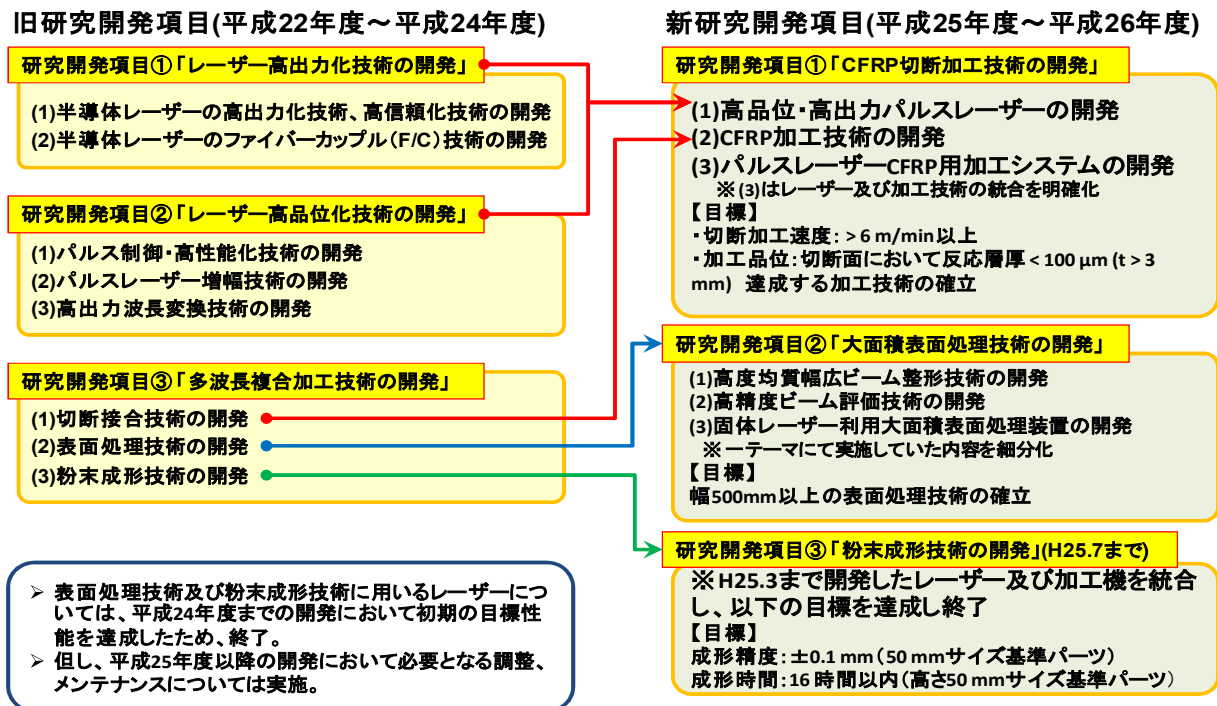 旧研究開発項目(平成22年度～平成24年度)
研究開発項目①「レーザー高出力化技術の開発」
(1)半導体レーザーの高出力化技術、高信頼化技術の開発
(2)半導体レーザーのファイバーカップル(F/C)技術の開発
研究開発項目②「レーザー高品位化技術の開発」
(1)パルス制御・高性能化技術の開発
(2)パルスレーザー増幅技術の開発
(3)高出力波長変換技術の開発
研究開発項目③「多波長複合加工技術の開発」
(1)切断接合技術の開発
(2)表面処理技術の開発
(3)粉末成形技術の開発
➢ 表面処理技術及び粉末成形技術に用いるレーザーにつ
いては、平成24年度までの開発において初期の目標性
能を達成したため、終了。
➢ 但し、平成25年度以降の開発において必要となる調整、
メンテナンスについては実施。
新研究開発項目(平成25年度～平成26年度)
研究開発項目①「CFRP切断加工技術の開発」
(1)高品位・高出力パルスレーザーの開発
(2)CFRP加工技術の開発
(3)パルスレーザーCFRP用加工システムの開発
※(3)はレーザー及び加工技術の統合を明確化
【目標】
・切断加工速度：> 6 m/min以上
・加工品位：切断面において反応層厚 < 100 μm (t > 3
mm) 達成する加工技術の確立
研究開発項目②「大面積表面処理技術の開発」
(1)高度均質幅広ビーム整形技術の開発
(2)高精度ビーム評価技術の開発
(3)固体レーザー利用大面積表面処理装置の開発
※一テーマにて実施していた内容を細分化
【目標】
幅500mm以上の表面処理技術の確立
研究開発項目③「粉末成形技術の開発」(H25.7まで)
※H25.3まで開発したレーザー及び加工機を統合
し、以下の目標を達成し終了
【目標】
成形精度：±0.1 mm（50 mmサイズ基準パーツ）
成形時間：16 時間以内（高さ50 mmサイズ基準パーツ）